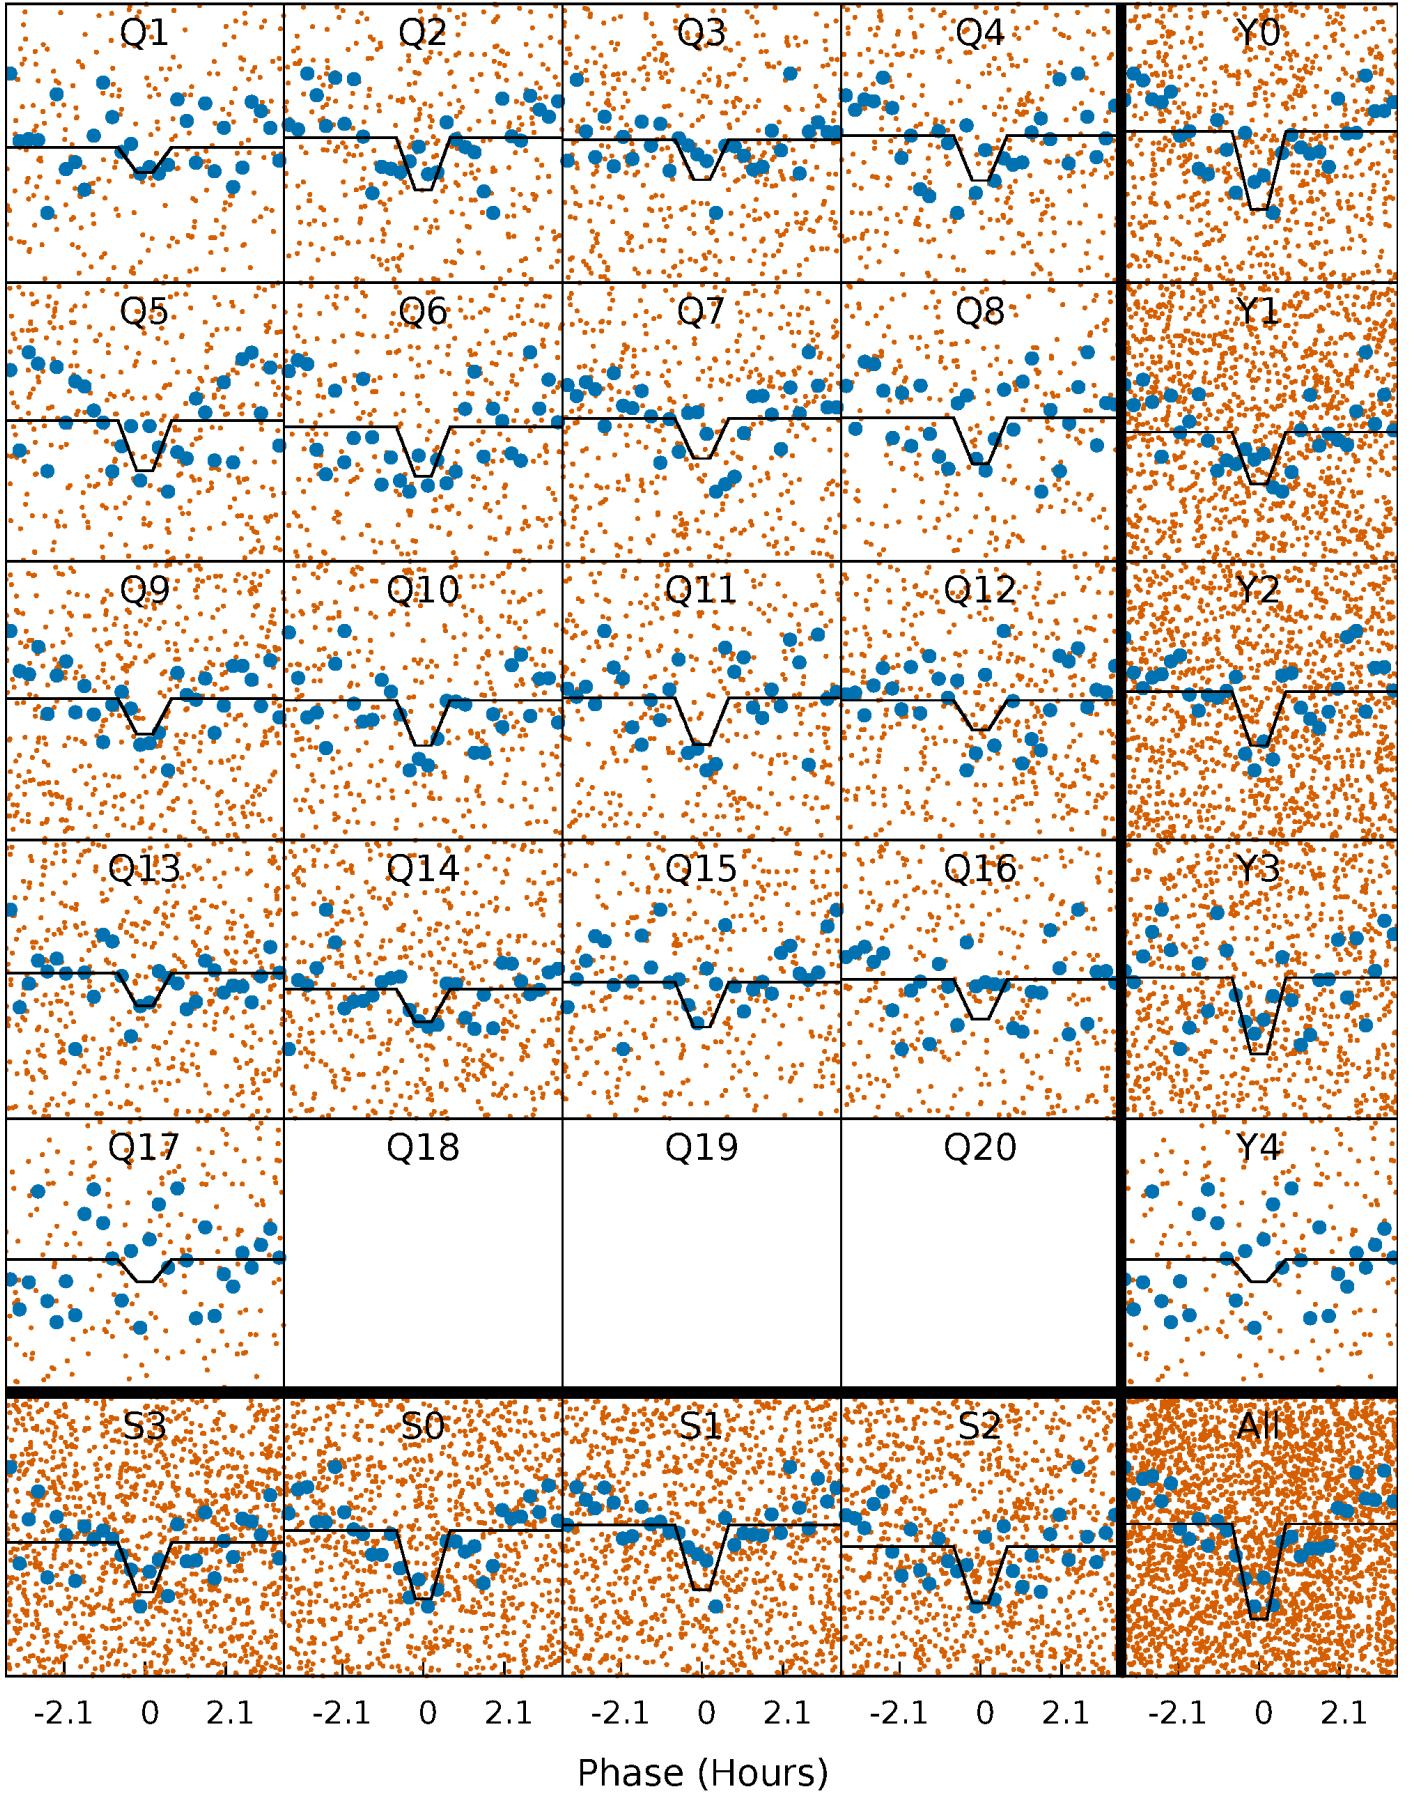 Q1 Q2 Q3 Q4 Y0
Q5 Q6 Q7 Q8 Y1
Q9 Q10 Q11 Q12 Y2
Q13 Q14 Q15 Q16 Y3
Q17 Q18 Q19 Q20 Y4
S3 S0 S1 S2 All
-2.1 0 2.1 -2.1 0 2.1 -2.1 0 2.1 -2.1 0 2.1 -2.1 0 2.1
Phase (Hours)